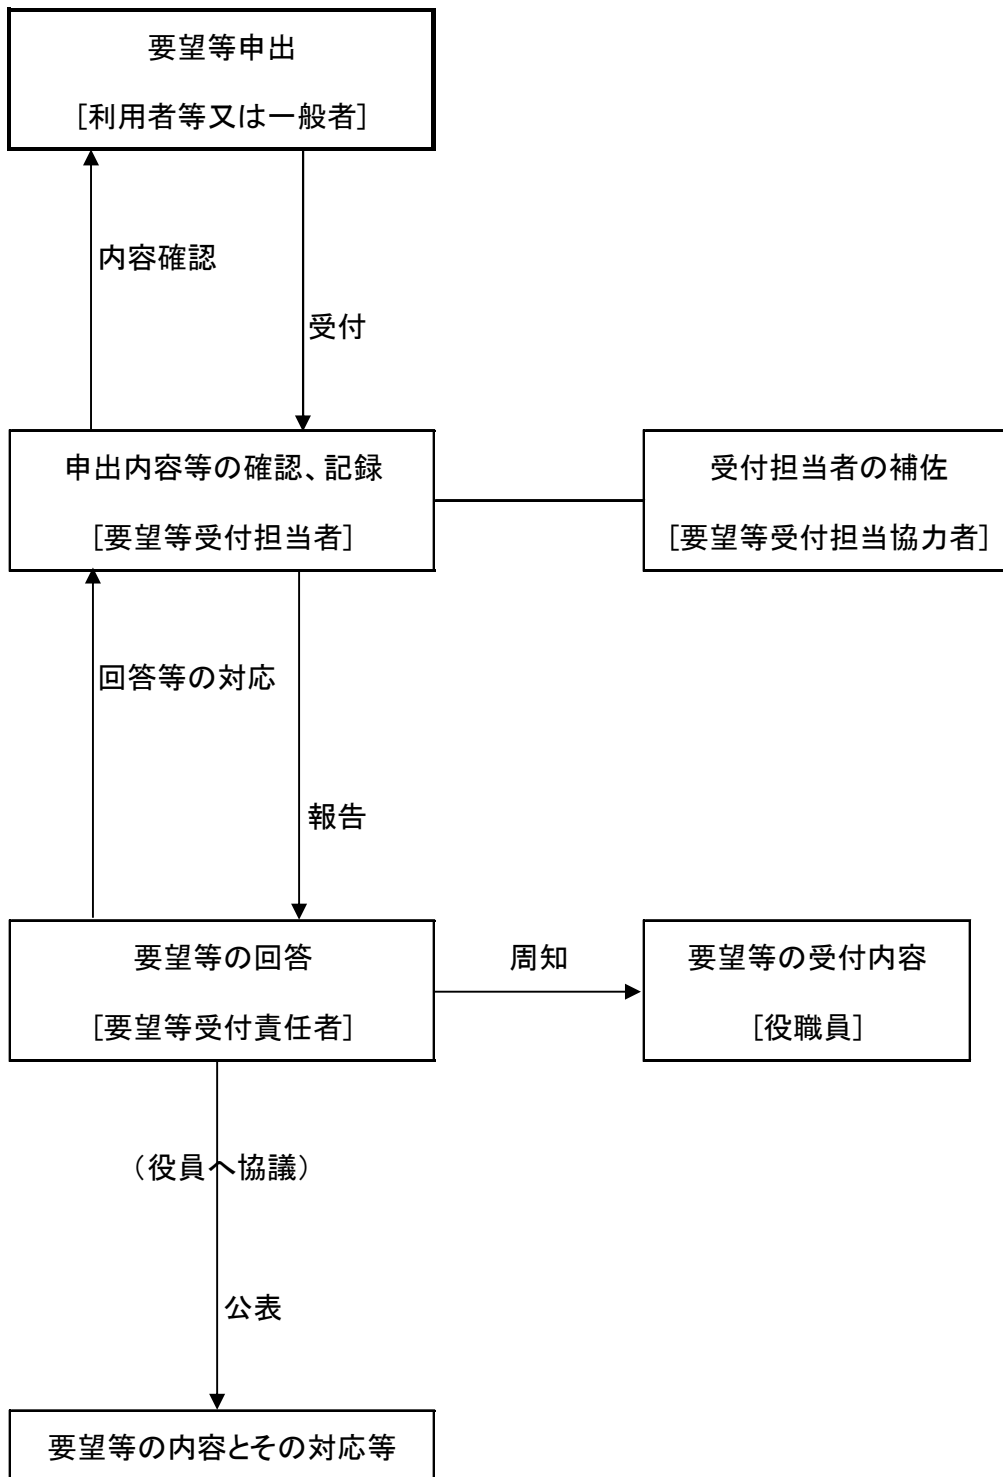 要望等申出
[利用者等又は一般者]
内容確認
受付
申出内容等の確認、記録
[要望等受付担当者]
受付担当者の補佐
[要望等受付担当協力者]
回答等の対応
報告
要望等の回答
[要望等受付責任者]
周知
要望等の受付内容
[役職員]
（役員へ協議）
公表
要望等の内容とその対応等